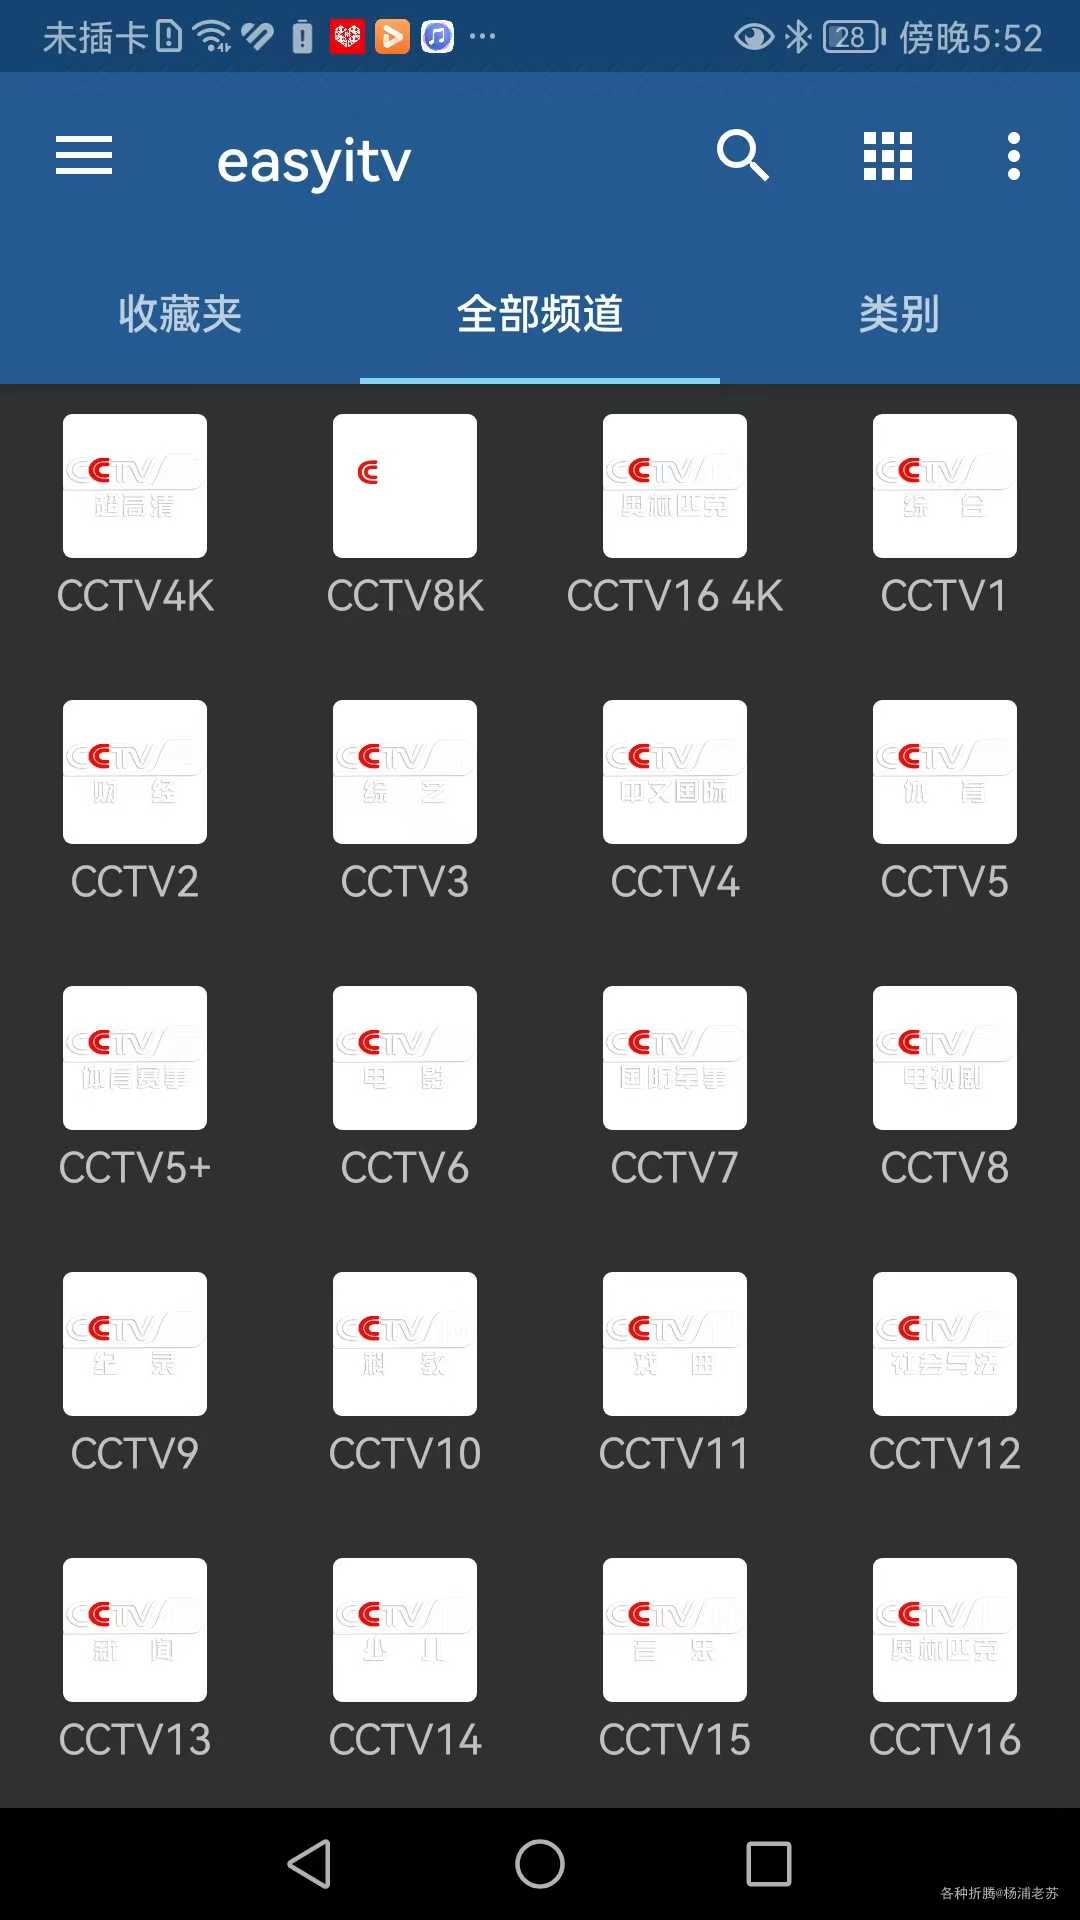 未插卡 28 傍晚5:52
easyitv
收藏夹 全部频道 类别
CCTV 超高清
CCTV 奥林匹克
CCTV 综合
CCTV4K CCTV8K CCTV16 4K CCTV1
CCTV 财经
CCTV 综艺
CCTV 中文国际
CCTV 体育
CCTV2 CCTV3 CCTV4 CCTV5
CCTV 体育赛事
CCTV 电影
CCTV 国防军事
CCTV 电视剧
CCTV5+ CCTV6 CCTV7 CCTV8
CCTV 纪录
CCTV 科教
CCTV 戏曲
CCTV 社会与法
CCTV9 CCTV10 CCTV11 CCTV12
CCTV 新闻
CCTV 少儿
CCTV 音乐
CCTV 奥林匹克
CCTV13 CCTV14 CCTV15 CCTV16
各种折腾@杨浦老苏